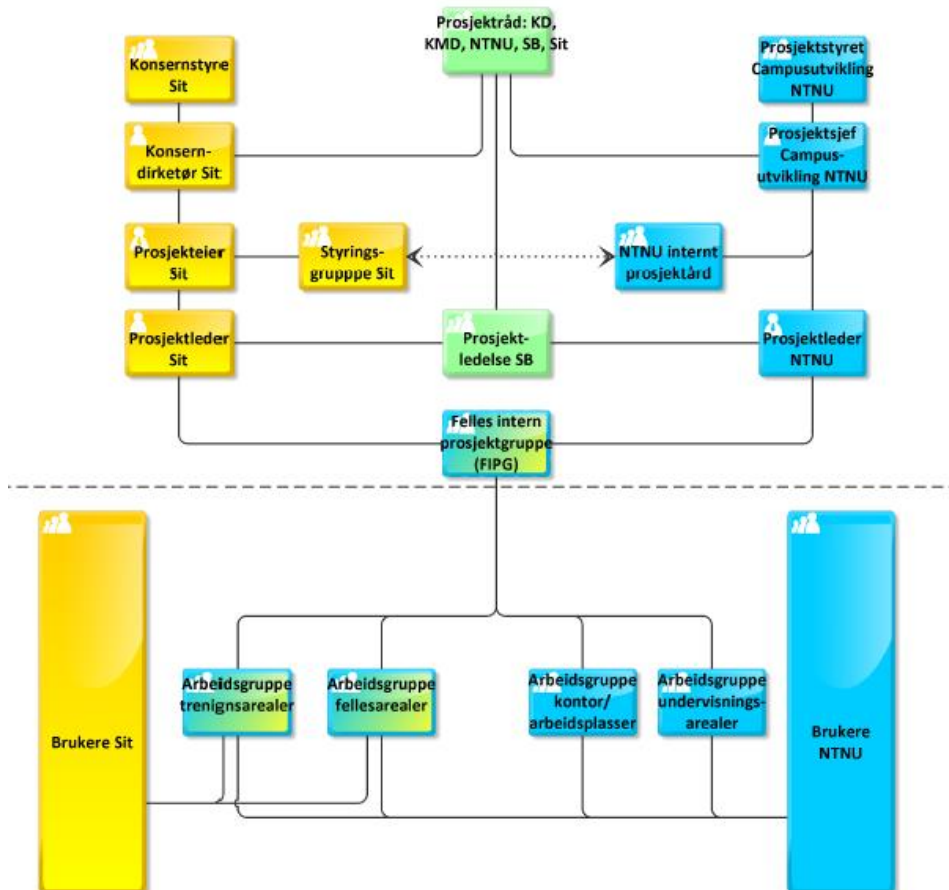 Prosjektråd: KD,
KMD, NTNU, SB, Sit
Konsernstyre
Sit
Prosjektstyret
Campusutvikling
NTNU
Konsern-
dirketør Sit
Prosjektsjef
Campus-
utvikling NTNU
Prosjekteier
Sit
Styrings-
grupppe Sit
NTNU internt
prosjektård
Prosjektleder
Sit
Prosjekt-
ledelse SB
Prosjektleder
NTNU
Felles intern
prosjektgruppe
(FIPG)
Arbeidsgruppe
trenignsarealer
Arbeidsgruppe
fellesarealer
Arbeidsgruppe
kontor/
arbeidsplasser
Arbeidsgruppe
undervisnings-
arealer
Brukere Sit
Brukere
NTNU